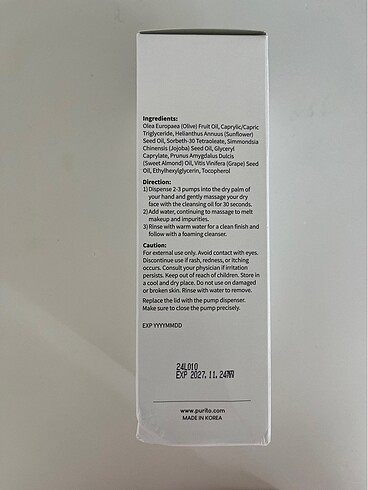 Ingredients:
Olea Europaea (Olive) Fruit Oil, Caprylic/Capric
Triglyceride, Helianthus Annuus (Sunflower)
Seed Oil, Sorbeth-30 Tetraoleate, Simmondsia
Chinensis (Jojoba) Seed Oil, Glyceryl
Caprylate, Prunus Amygdalus Dulcis
(Sweet Almond) Oil, Vitis Vinifera (Grape) Seed
Oil, Ethylhexylglycerin, Tocopherol
Direction:
1) Dispense 2-3 pumps into the dry palm of
your hand and gently massage your dry
face with the cleansing oil for 30 seconds.
2) Add water, continuing to massage to melt
makeup and impurities.
3) Rinse with warm water for a clean finish and
follow with a foaming cleanser.
Caution:
For external use only. Avoid contact with eyes.
Discontinue use if rash, redness, or itching
occurs. Consult your physician if irritation
persists. Keep out of reach of children. Store in
a cool and dry place. Do not use on damaged
or broken skin. Rinse with water to remove.
Replace the lid with the pump dispenser.
Make sure to close the pump precisely.
EXP YYYYMMDD
24L010
EXP 2027.11.24
www.purito.com
MADE IN KOREA